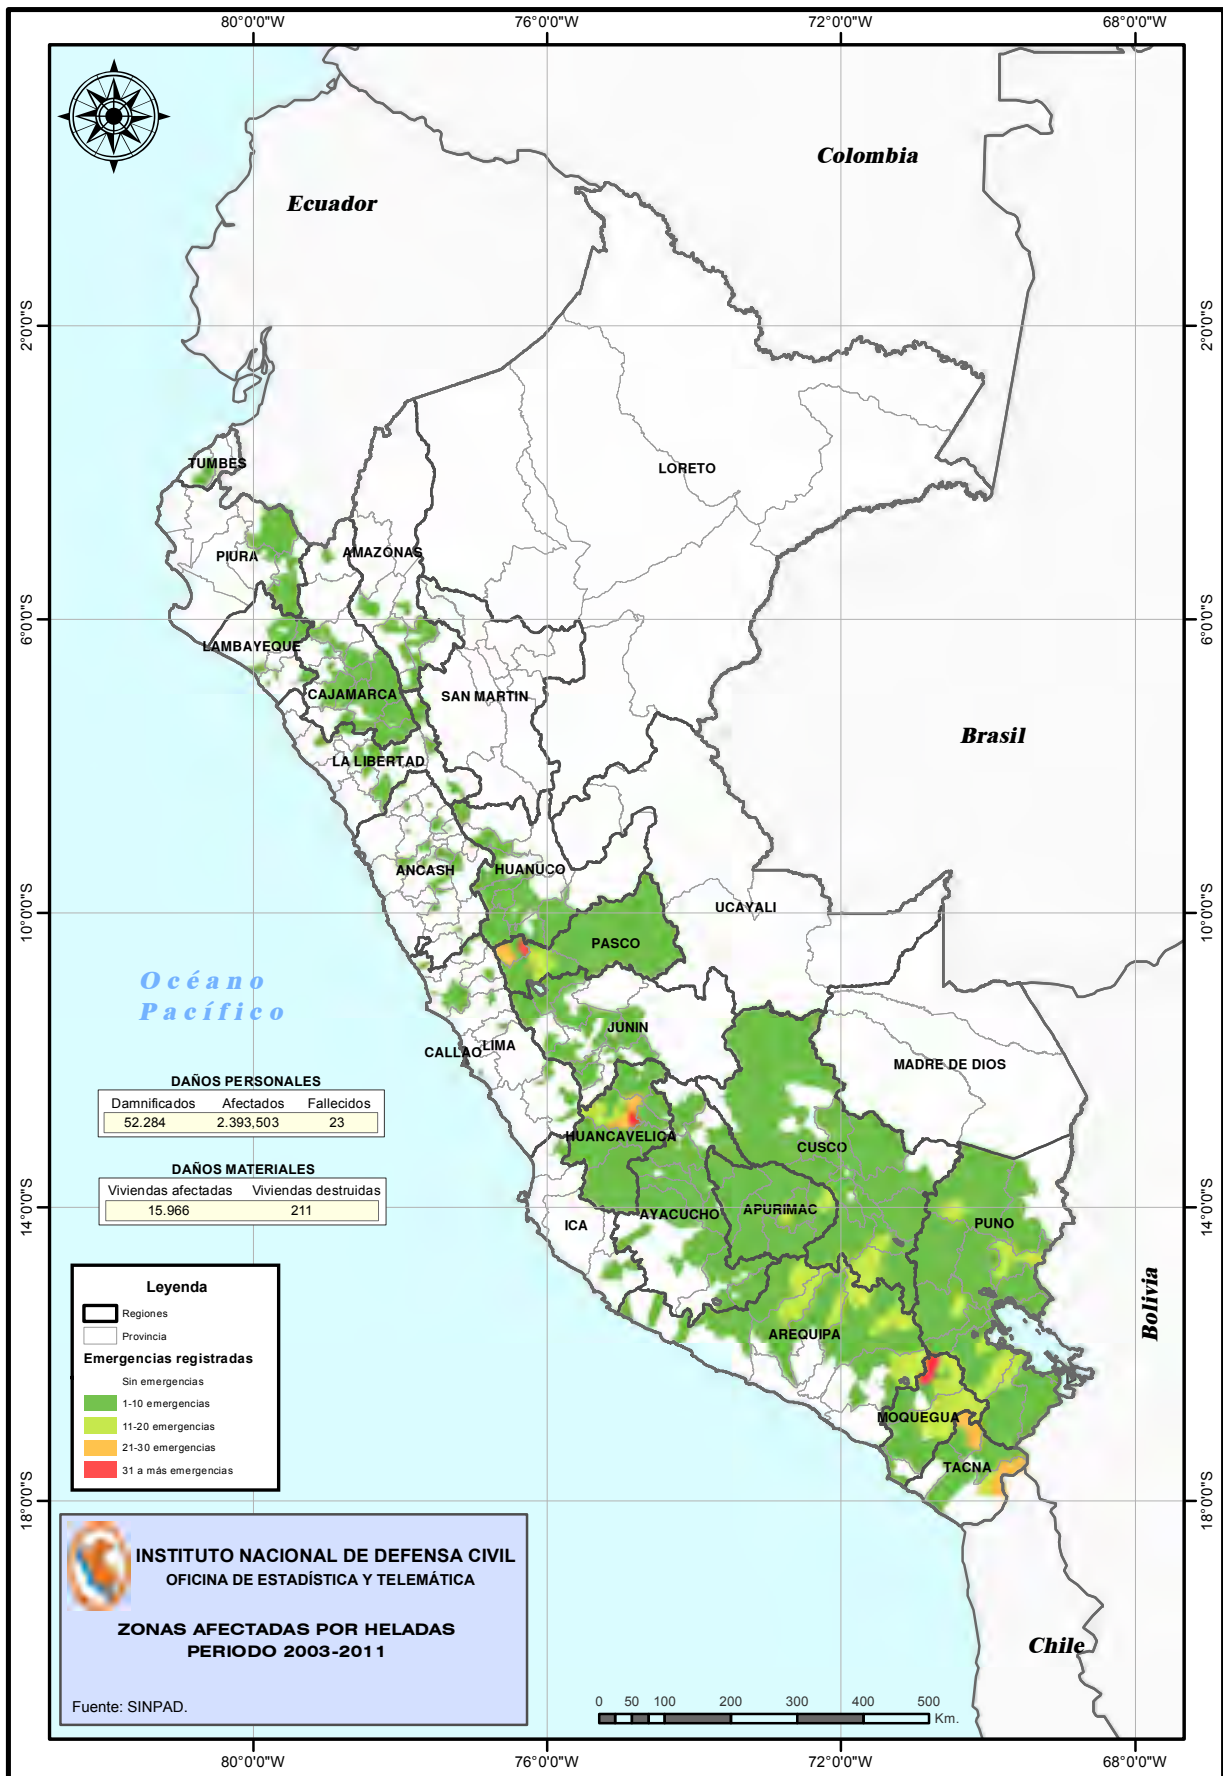 80°0'0"W 76°0'0"W 72°0'0"W 68°0'0"W
Colombia
Ecuador
2°0'0"S 2°0'0"S
TUMBES
LORETO
PIURA
AMAZONAS
6°0'0"S 6°0'0"S
LAMBAYEQUE
CAJAMARCA
SAN MARTIN
Brasil
LA LIBERTAD
ANCASH
HUANUCO
UCAYALI
10°0'0"S 10°0'0"S
PASCO
Océano
Pacífico
JUNIN
LIMA
CALLAO
MADRE DE DIOS
DAÑOS PERSONALES
Damnificados Afectados Fallecidos
52.284 2.393,503 23
HUANCAVELICA
CUSCO
DAÑOS MATERIALES
Viviendas afectadas Viviendas destruidas
15.966 211
14°0'0"S 14°0'0"S
ICA
AYACUCHO
APURIMAC
PUNO
Bolivia
AREQUIPA
MOQUEGUA
TACNA
Leyenda
Regiones
Provincia
Emergencias registradas
Sin emergencias
1-10 emergencias
11-20 emergencias
21-30 emergencias
31 a más emergencias
18°0'0"S 18°0'0"S
INSTITUTO NACIONAL DE DEFENSA CIVIL
OFICINA DE ESTADÍSTICA Y TELEMÁTICA
ZONAS AFECTADAS POR HELADAS
PERIODO 2003-2011
Fuente: SINPAD.
Chile
0 50 100 200 300 400 500
Km.
80°0'0"W 76°0'0"W 72°0'0"W 68°0'0"W